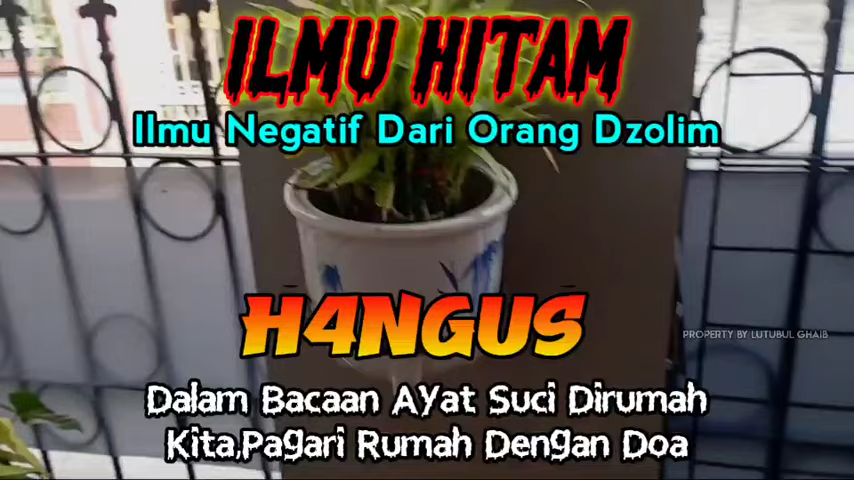 ILMU HITAM
Ilmu Negatif Dari Orang Dzolim
H4NGUS
PROPERTY BY LUTUBUL GHAIB
Dalam Bacaan Ayat Suci Dirumah
Kita,Pagari Rumah Dengan Doa